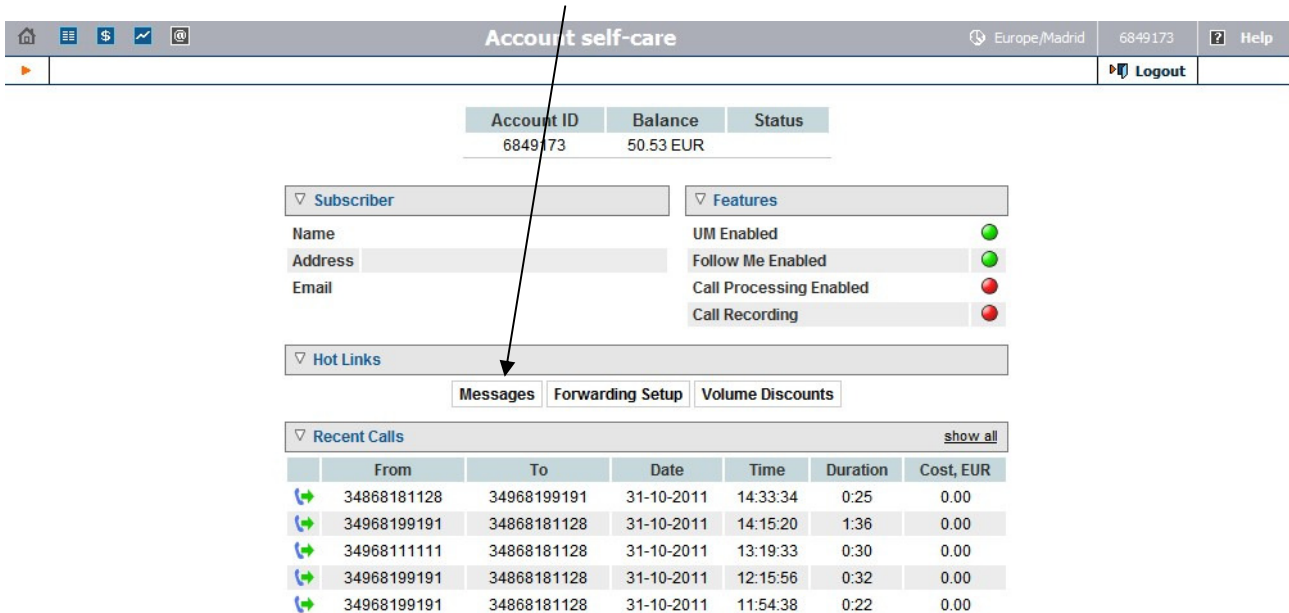 Account self-care Europe/Madrid 6849173 ? Help
Logout
Account ID Balance Status
6849173 50.53 EUR
Subscriber Features
Name UM Enabled
Address Follow Me Enabled
Email Call Processing Enabled
Call Recording
Hot Links
Messages Forwarding Setup Volume Discounts
Recent Calls show all
From To Date Time Duration Cost, EUR
34868181128 34968199191 31-10-2011 14:33:34 0:25 0.00
34968199191 34868181128 31-10-2011 14:15:20 1:36 0.00
34968111111 34868181128 31-10-2011 13:19:33 0:30 0.00
34968199191 34868181128 31-10-2011 12:15:56 0:32 0.00
34968199191 34868181128 31-10-2011 11:54:38 0:22 0.00